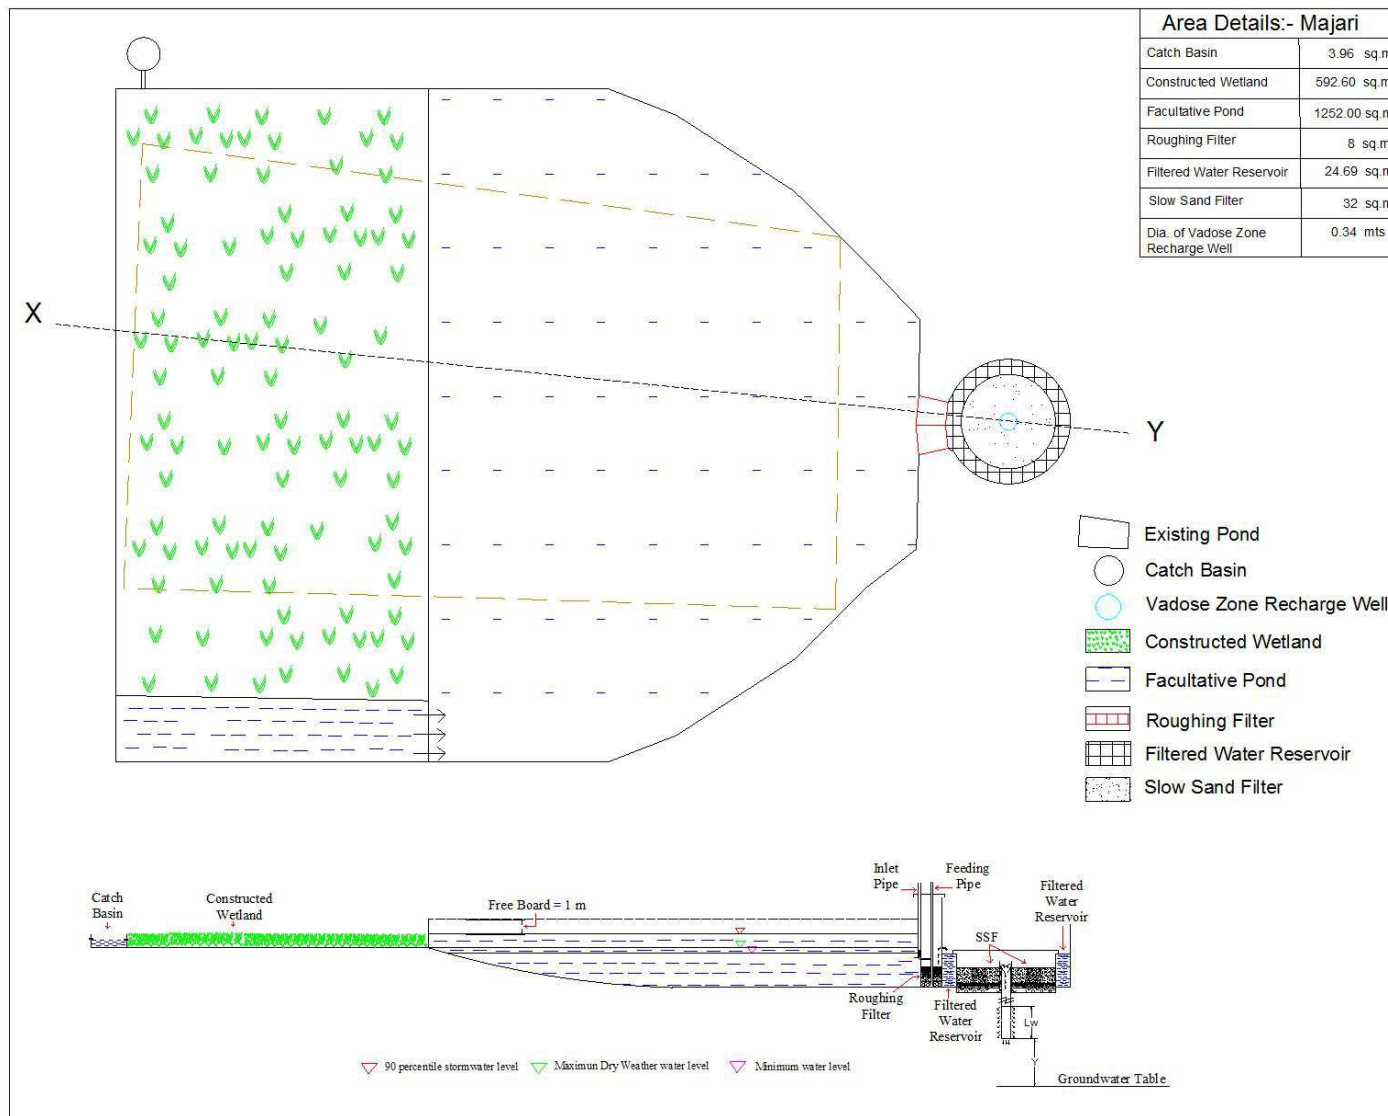 Area Details:- Majari
Catch Basin 3.96 sq.m
Constructed Wetland 592.60 sq.m
Facultative Pond 1252.00 sq.m
Roughing Filter 8 sq.m
Filtered Water Reservoir 24.69 sq.m
Slow Sand Filter 32 sq.m
Dia. of Vadose Zone 0.34 mts
Recharge Well
X
Y
Existing Pond
Catch Basin
Vadose Zone Recharge Well
Constructed Wetland
Facultative Pond
Roughing Filter
Filtered Water Reservoir
Slow Sand Filter
Catch
Basin
Constructed
Wetland
Free Board = 1 m
Inlet
Pipe
Feeding
Pipe
Filtered
Water
Reservoir
SSF
Roughing
Filter
Filtered
Water
Reservoir
Lw
Y
Groundwater Table
90 percentile stormwater level
Maximun Dry Weather water level
Minimum water level